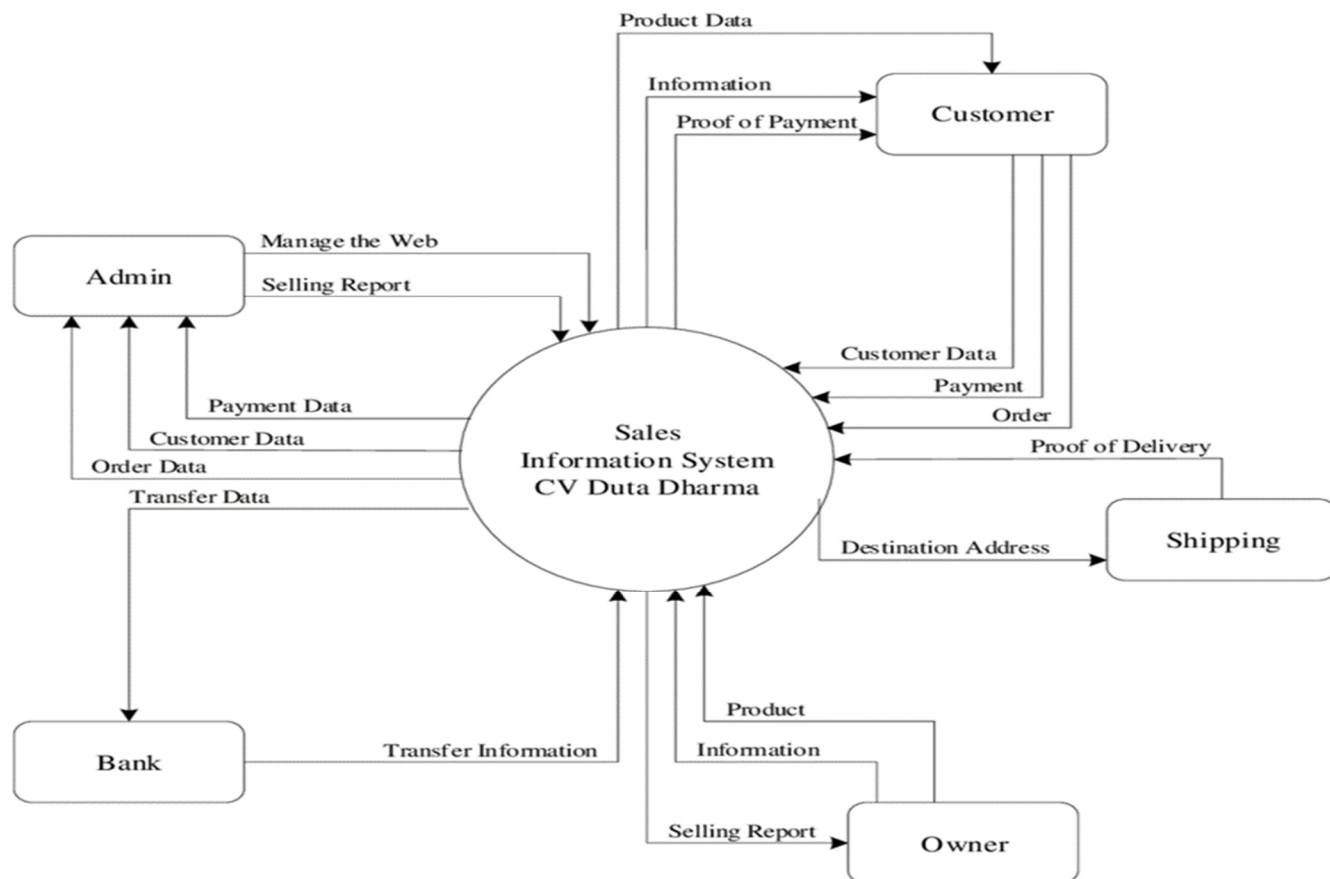 Product Data
Information
Customer
Proof of Payment
Manage the Web
Admin
Selling Report
Customer Data
Payment
Payment Data
Order
Sales
Customer Data
Proof of Delivery
Information System
Order Data
CV Duta Dharma
Transfer Data
Destination Address
Shipping
Product
Transfer Information
Information
Bank
Selling Report
Owner